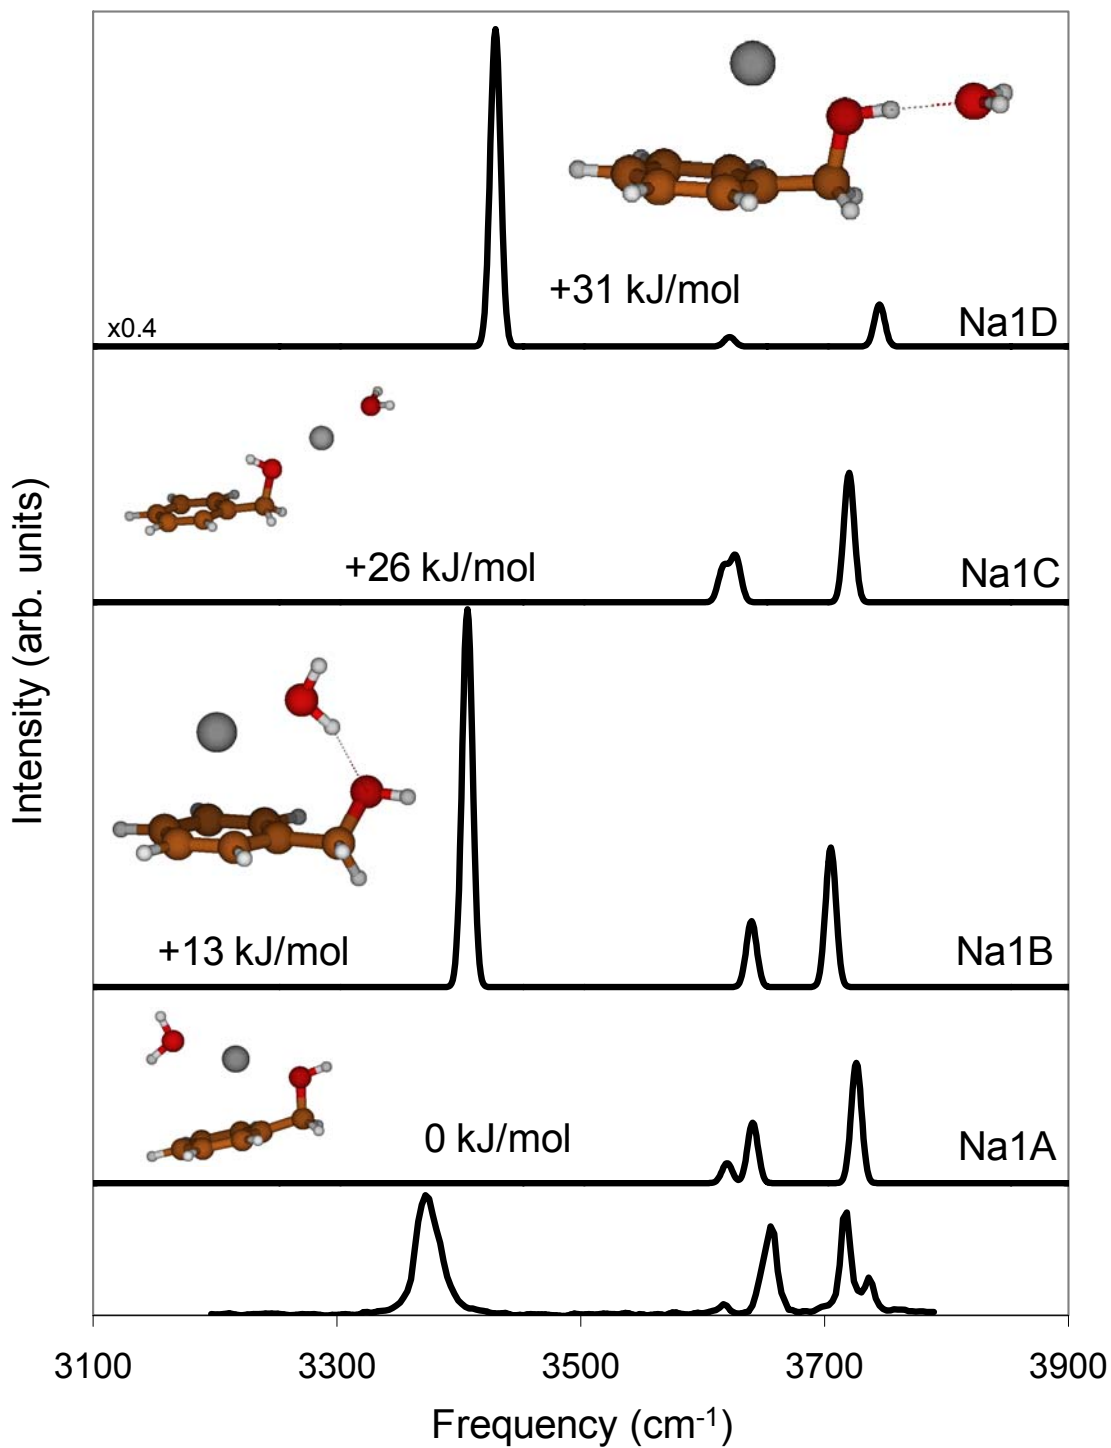 +31 kJ/mol
x0.4
Na1D
+26 kJ/mol
Na1C
+13 kJ/mol
Na1B
0 kJ/mol
Na1A
Intensity (arb. units)
3100 3300 3500 3700 3900
Frequency (cm⁻¹)